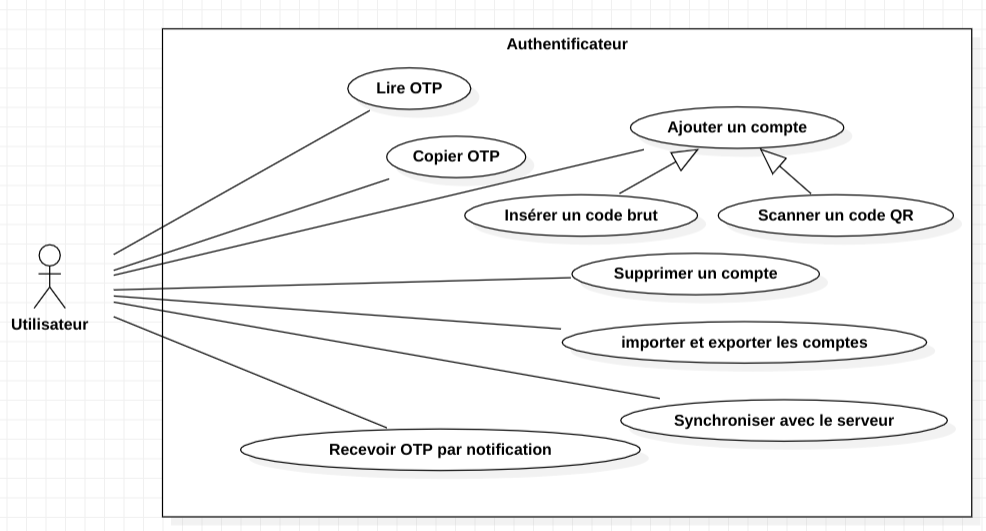 Authentificateur
Lire OTP
Ajouter un compte
Copier OTP
Insérer un code brut
Scanner un code QR
Supprimer un compte
Utilisateur
importer et exporter les comptes
Synchroniser avec le serveur
Recevoir OTP par notification